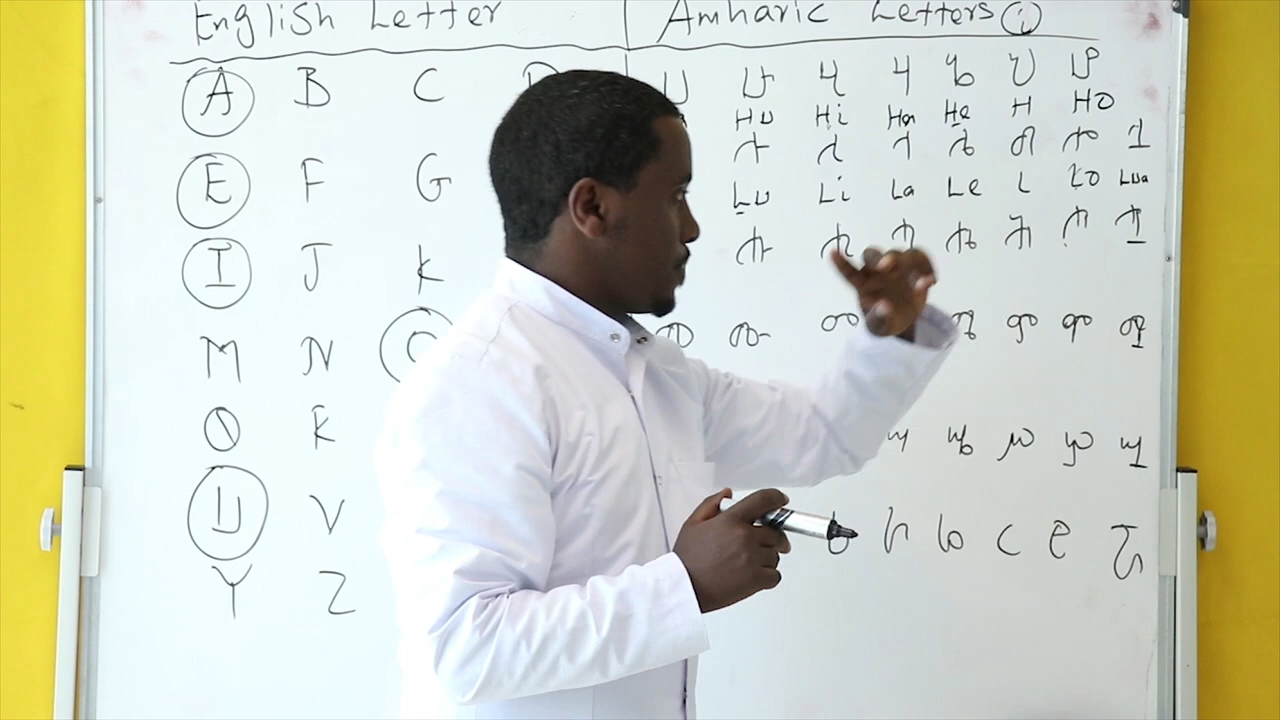 English Letter Amharic Letters i
A B C D ሀ ሁ ሂ ሃ ሄ ህ ሆ
Hu Hi Ha He H Ho
E F G ሉ ሊ ላ ሌ ል ሎ ሏ
Lu Li La Le L Lo Lua
I J K ሑ ሒ ሓ ሔ ሕ ሖ ሗ
M N O መ ሙ ሜ ም ሞ ሟ
Q R ሣ ሤ ሥ ሦ ሧ
U V ራ ሬ ር ሮ ሯ
Y Z